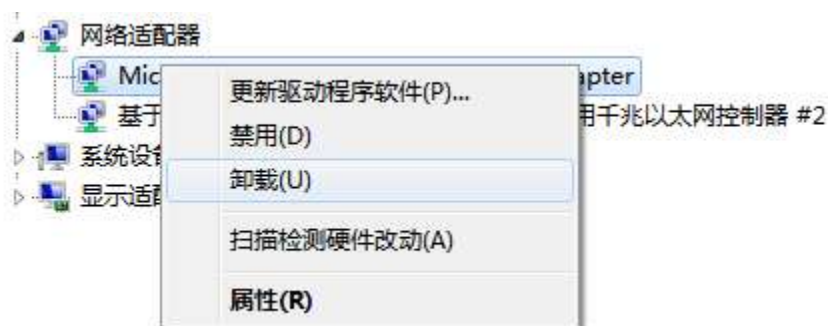 网络适配器
Mic apter
更新驱动程序软件(P)...
基于 用千兆以太网控制器 #2
禁用(D)
系统设备
卸载(U)
显示适配
扫描检测硬件改动(A)
属性(R)